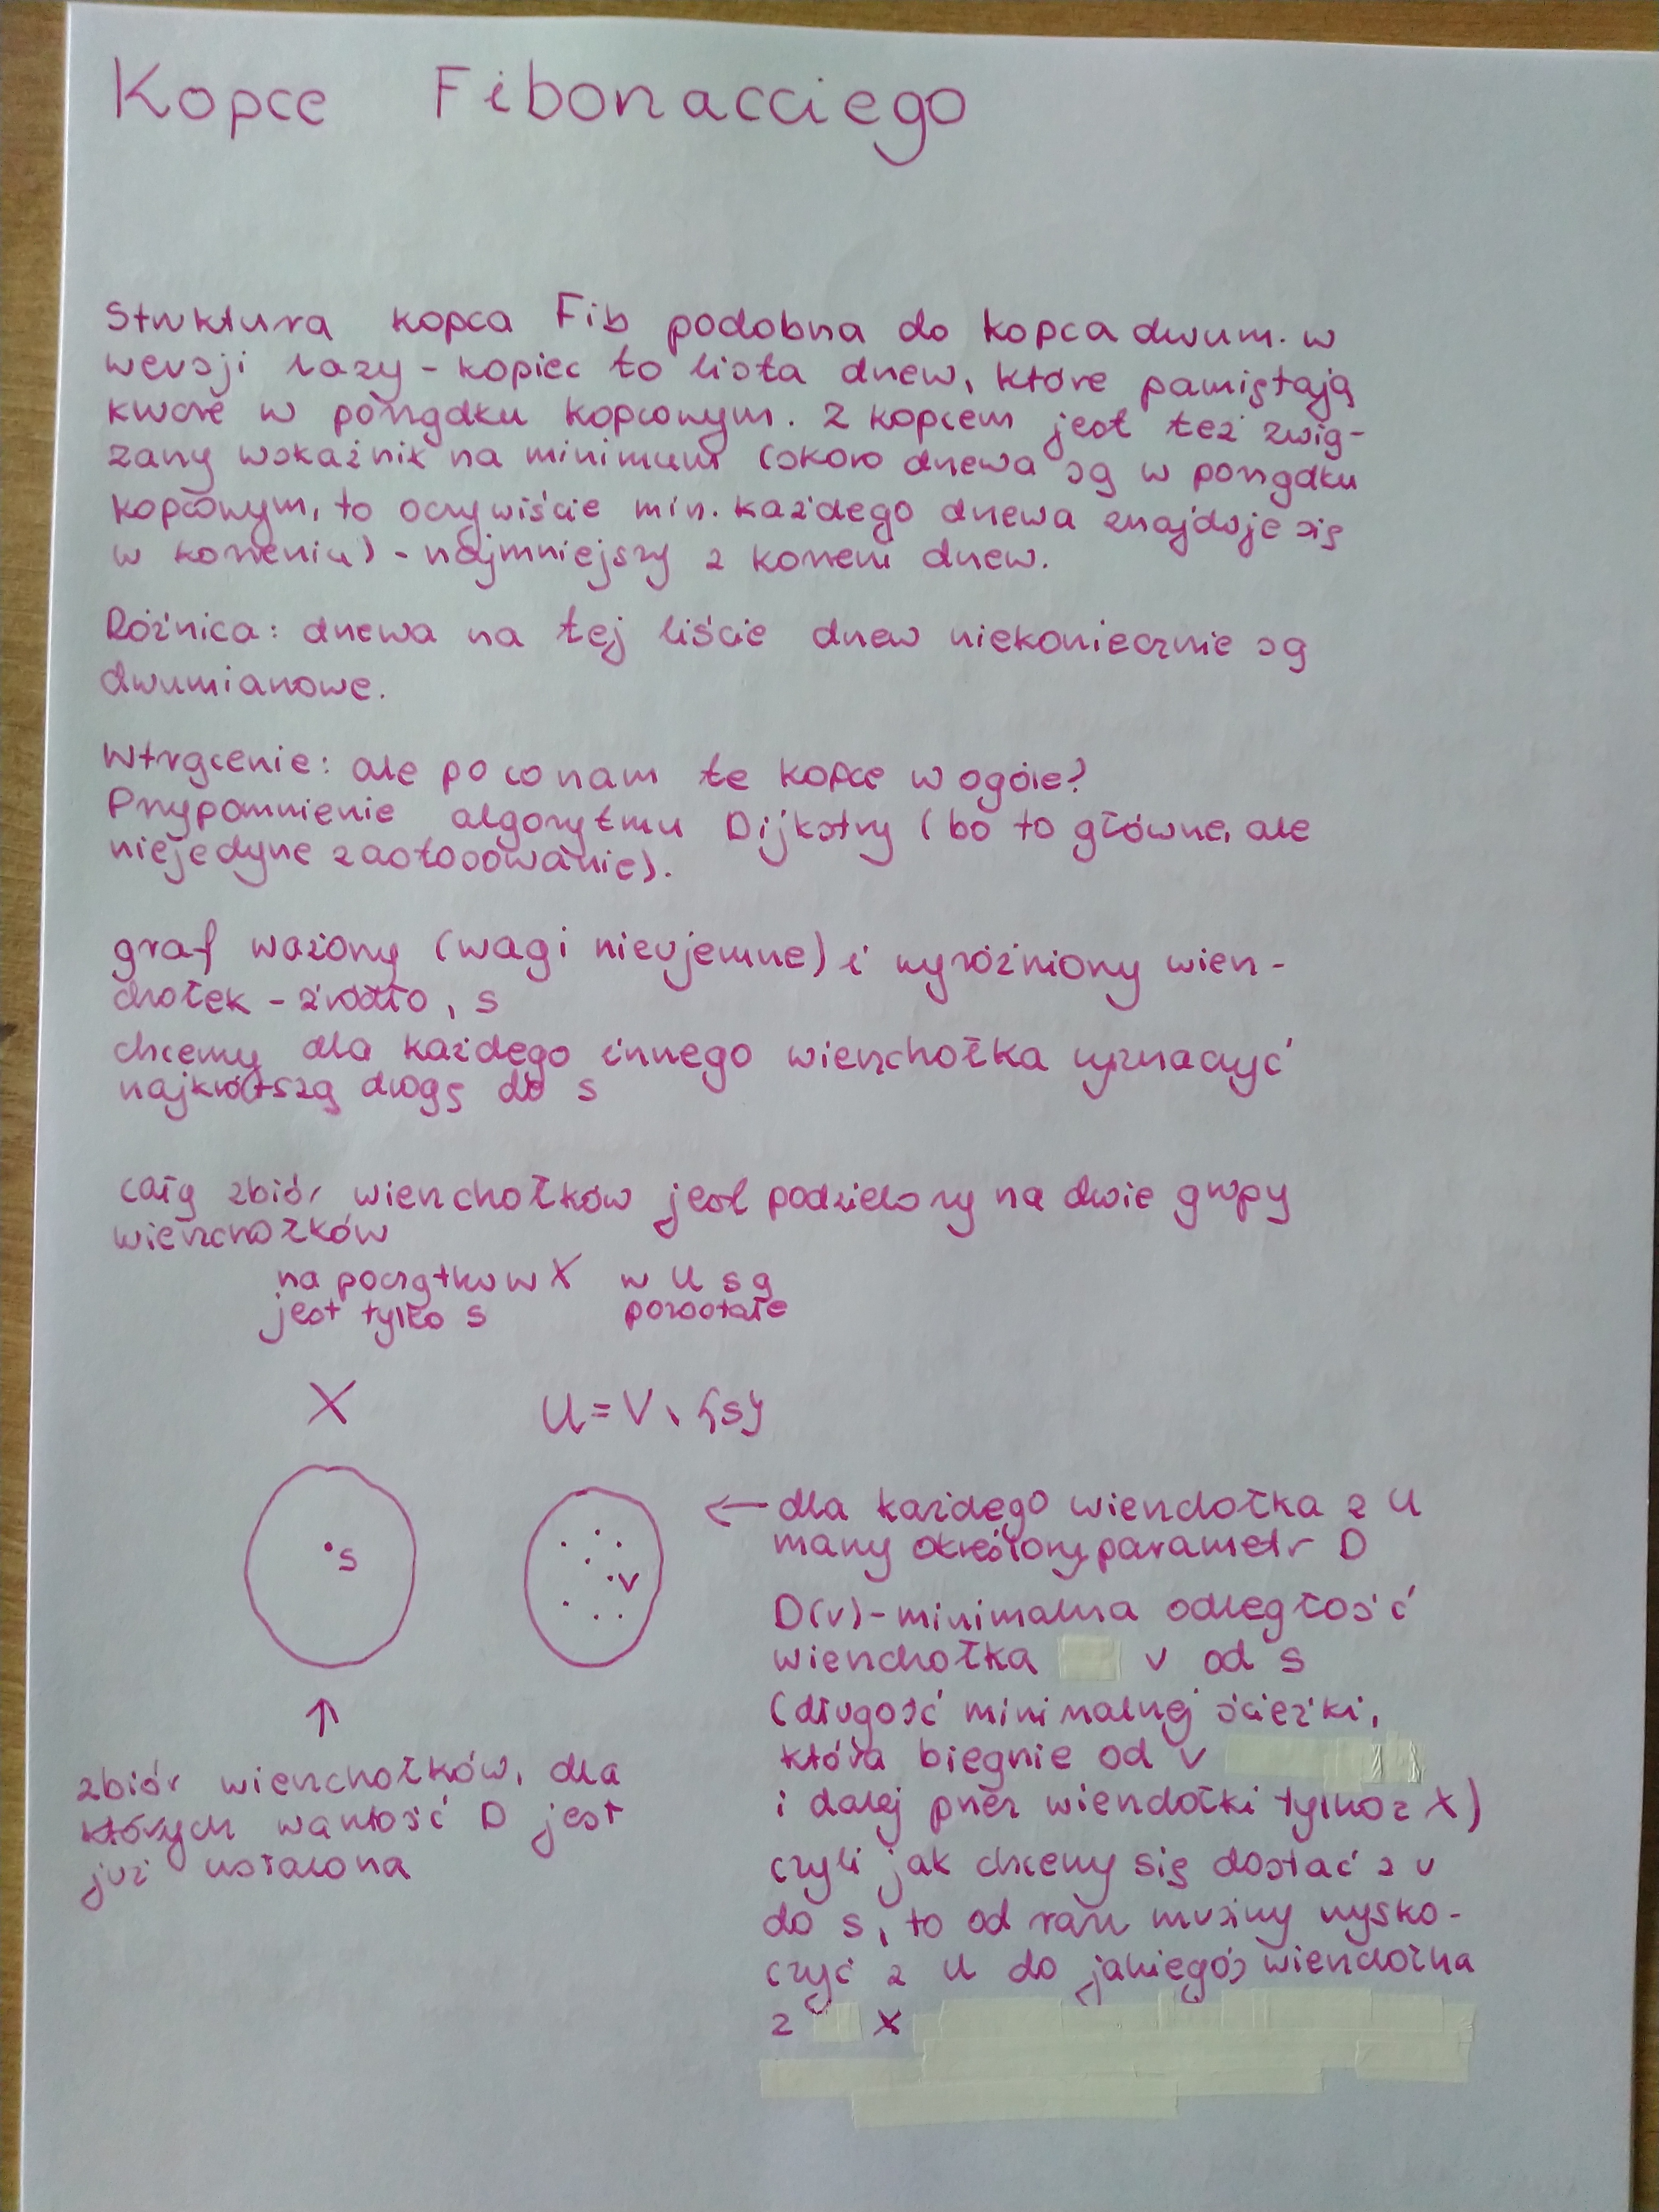 Kopce Fibonacciego
Struktura kopca Fib podobna do kopca dwum. w
wersji lazy - kopiec to lista drzew, które pamiętają
klucze w porządku kopcowym. Z kopcem jest też zwią-
zany wskaźnik na minimum (skoro drzewa są w porządku
kopcowym, to oczywiście min. każdego drzewa znajduje się
w korzeniu) - najmniejszy z korzeni drzew.
Różnica: drzewa na tej liście drzew niekoniecznie są
dwumianowe.
Wtrącenie: ale po co nam te kopce w ogóle?
Przypomnienie algorytmu Dijkstry (bo to główne, ale
niejedyne zastosowanie).
graf ważony (wagi nieujemne) i wyróżniony wierz-
chołek - źródło, s
chcemy dla każdego innego wierzchołka wyznaczyć
najkrótszą drogę do s
cały zbiór wierzchołków jest podzielony na dwie grupy
wierzchołków
na początku w X w U są
jest tylko s pozostałe
X U = V \ {s}
s
v
← dla każdego wierzchołka z U
mamy określony parametr D
D(v) - minimalna odległość
wierzchołka v od s
(długość minimalnej ścieżki,
która biegnie od v
i dalej przez wierzchołki tylko z X)
czyli jak chcemy się dostać z v
do s, to od razu musimy wysko-
czyć z U do jakiegoś wierzchołka
z X
↑
zbiór wierzchołków, dla
których wartość D jest
już ustalona